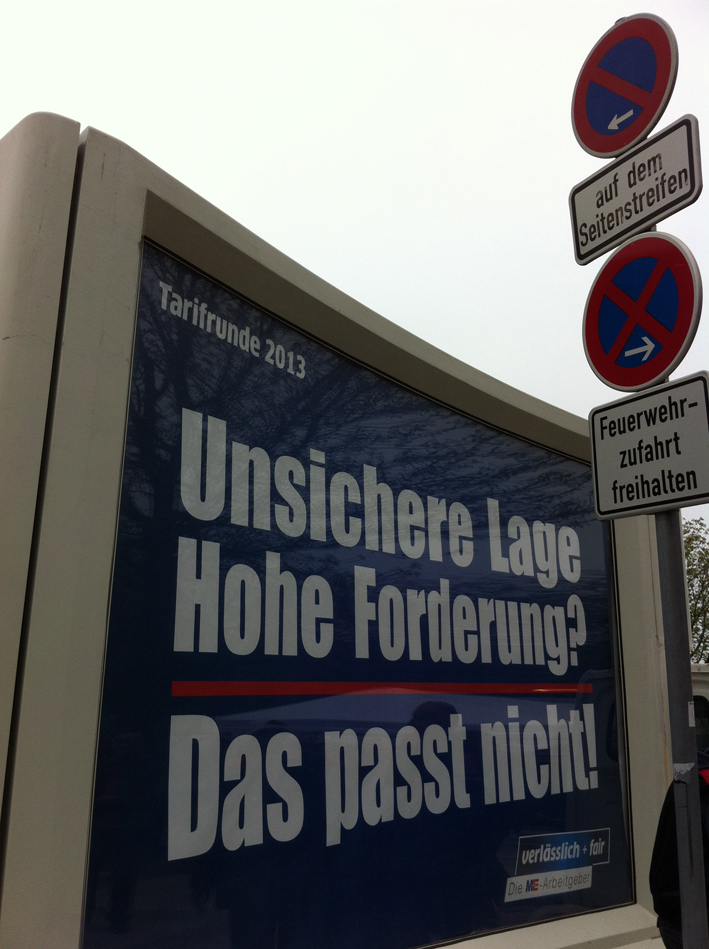 Tarifrunde 2013
Unsichere Lage
Hohe Forderung?
Das passt nicht!
verlässlich + fair
Die ME-Arbeitgeber
auf dem
Seitenstreifen
Feuerwehr-
zufahrt
freihalten